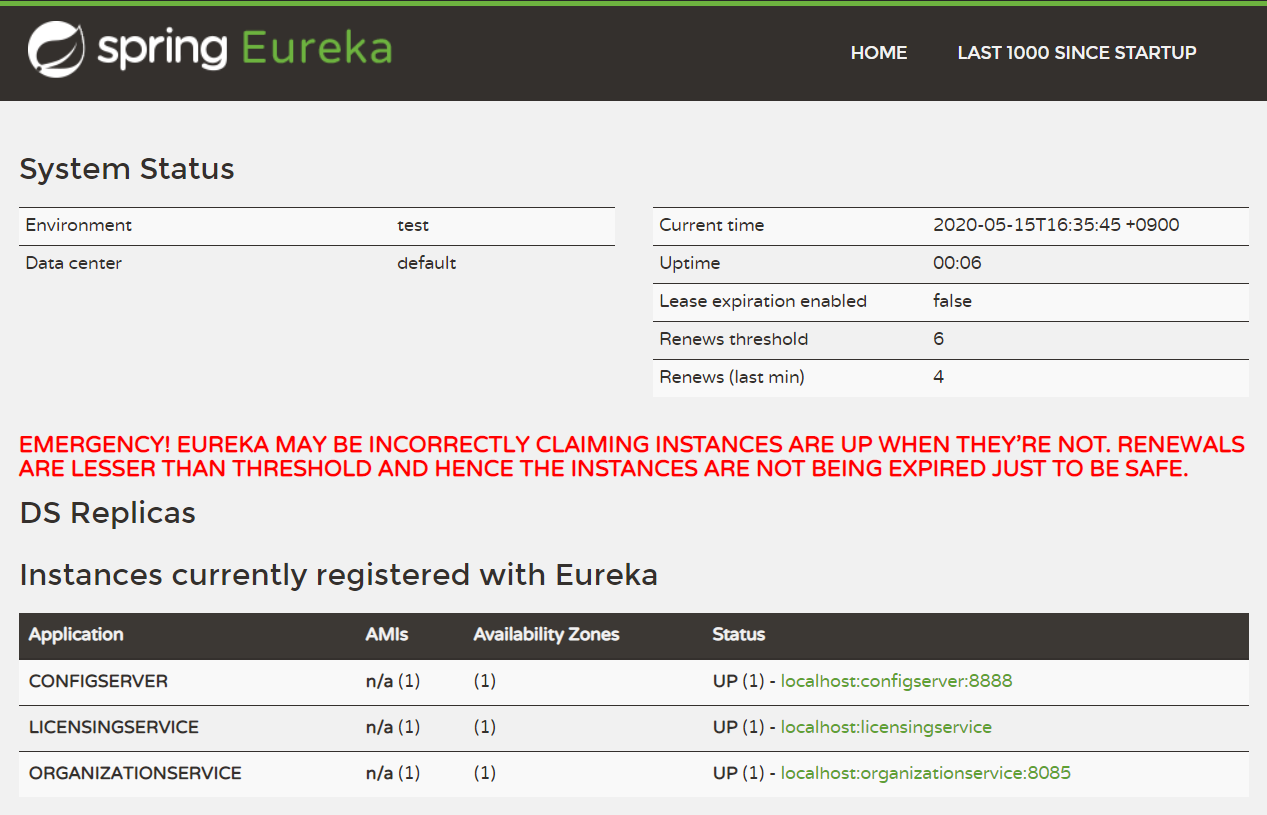 spring Eureka
HOME LAST 1000 SINCE STARTUP
System Status
Environment test
Data center default
Current time 2020-05-15T16:35:45 +0900
Uptime 00:06
Lease expiration enabled false
Renews threshold 6
Renews (last min) 4
EMERGENCY! EUREKA MAY BE INCORRECTLY CLAIMING INSTANCES ARE UP WHEN THEY’RE NOT. RENEWALS
ARE LESSER THAN THRESHOLD AND HENCE THE INSTANCES ARE NOT BEING EXPIRED JUST TO BE SAFE.
DS Replicas
Instances currently registered with Eureka
Application AMIs Availability Zones Status
CONFIGSERVER n/a (1) (1) UP (1) - localhost:configserver:8888
LICENSINGSERVICE n/a (1) (1) UP (1) - localhost:licensingservice
ORGANIZATIONSERVICE n/a (1) (1) UP (1) - localhost:organizationservice:8085